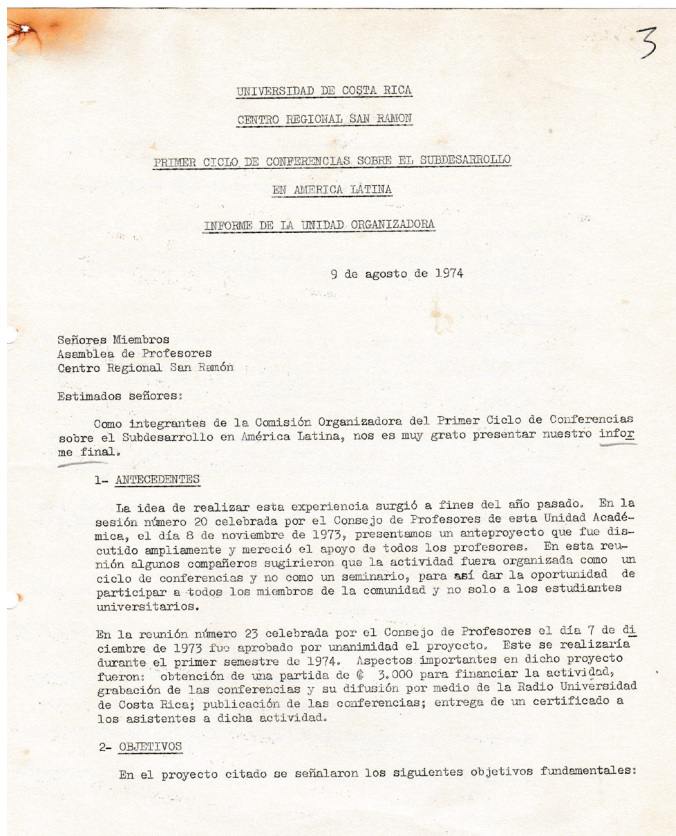 3
UNIVERSIDAD DE COSTA RICA
CENTRO REGIONAL SAN RAMON
PRIMER CICLO DE CONFERENCIAS SOBRE EL SUBDESARROLLO
EN AMERICA LATINA
INFORME DE LA UNIDAD ORGANIZADORA
9 de agosto de 1974
Señores Miembros
Asamblea de Profesores
Centro Regional San Ramón
Estimados señores:
Como integrantes de la Comisión Organizadora del Primer Ciclo de Conferencias
sobre el Subdesarrollo en América Latina, nos es muy grato presentar nuestro infor
me final.
1- ANTECEDENTES
La idea de realizar esta experiencia surgió a fines del año pasado. En la
sesión número 20 celebrada por el Consejo de Profesores de esta Unidad Acadé-
mica, el día 8 de noviembre de 1973, presentamos un anteproyecto que fue dis-
cutido ampliamente y mereció el apoyo de todos los profesores. En esta reu-
nión algunos compañeros sugirieron que la actividad fuera organizada como un
ciclo de conferencias y no como un seminario, para así dar la oportunidad de
participar a todos los miembros de la comunidad y no solo a los estudiantes
universitarios.
En la reunión número 23 celebrada por el Consejo de Profesores el día 7 de di
ciembre de 1973 fue aprobado por unanimidad el proyecto. Este se realizaría
durante el primer semestre de 1974. Aspectos importantes en dicho proyecto
fueron: obtención de una partida de ₡ 3.000 para financiar la actividad,
grabación de las conferencias y su difusión por medio de la Radio Universidad
de Costa Rica; publicación de las conferencias; entrega de un certificado a
los asistentes a dicha actividad.
2- OBJETIVOS
En el proyecto citado se señalaron los siguientes objetivos fundamentales: